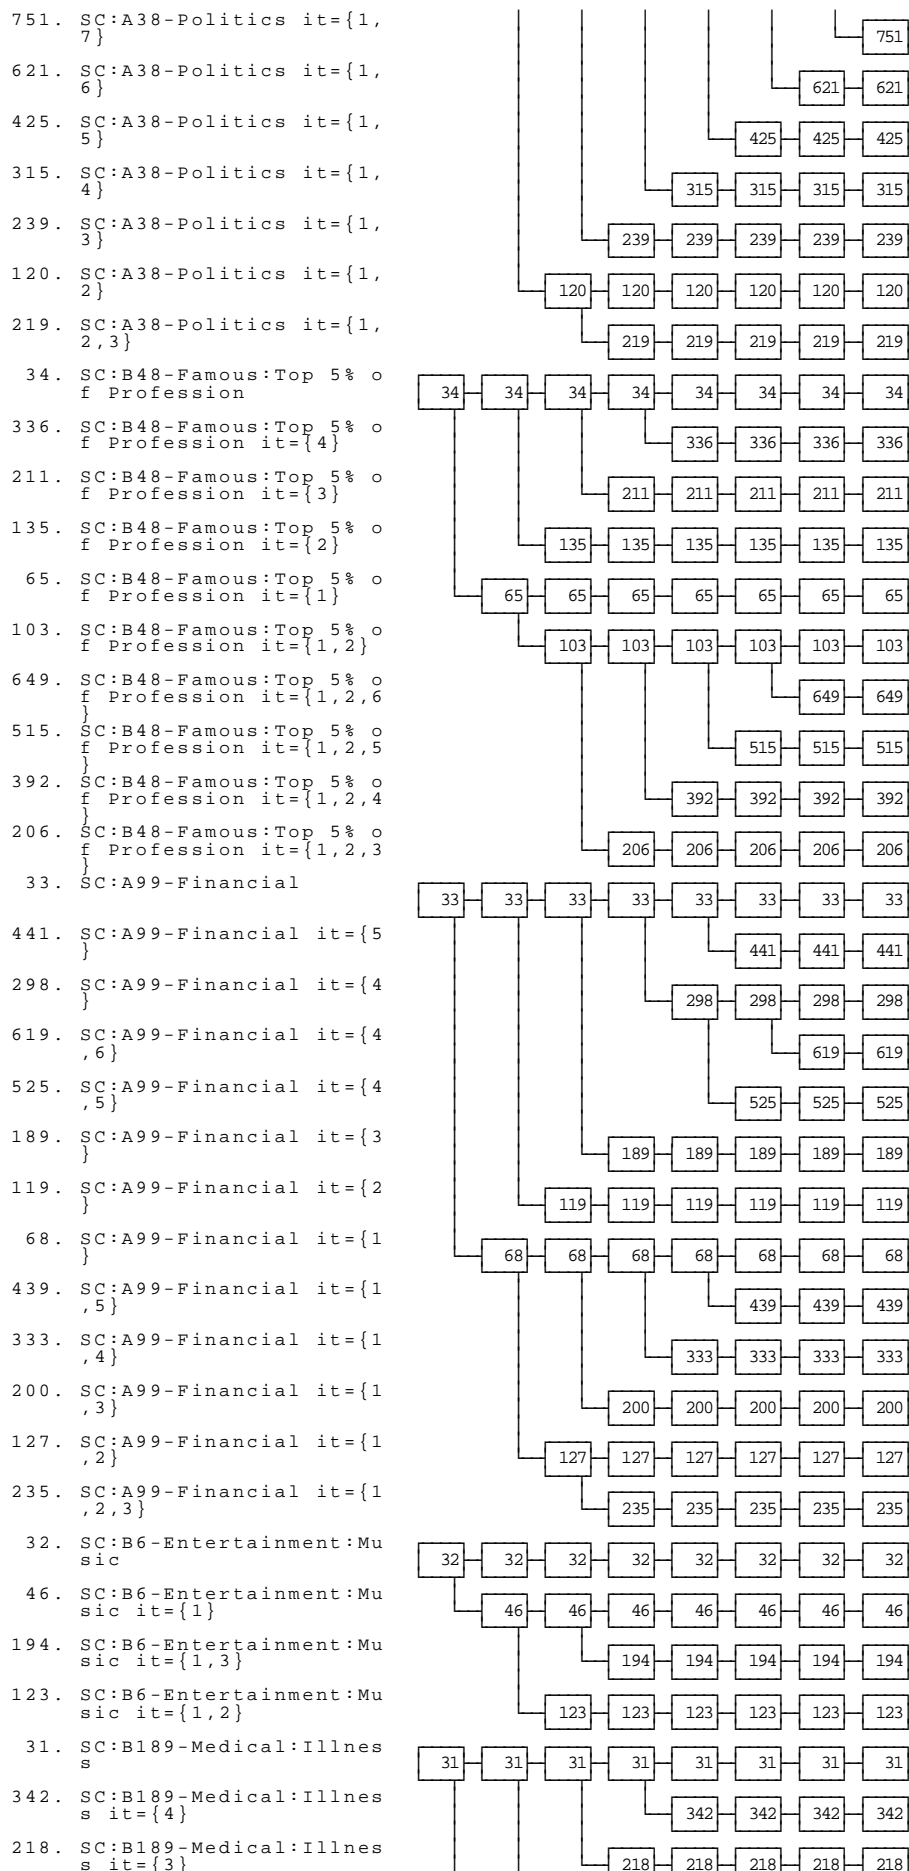 751. SC:A38-Politics it={1,
7} 751
621. SC:A38-Politics it={1,
6} 621 621
425. SC:A38-Politics it={1,
5} 425 425 425
315. SC:A38-Politics it={1,
4} 315 315 315 315
239. SC:A38-Politics it={1,
3} 239 239 239 239 239
120. SC:A38-Politics it={1,
2} 120 120 120 120 120 120
219. SC:A38-Politics it={1,
2,3} 219 219 219 219 219
34. SC:B48-Famous:Top 5% o
f Profession 34 34 34 34 34 34 34 34
336. SC:B48-Famous:Top 5% o
f Profession it={4} 336 336 336 336
211. SC:B48-Famous:Top 5% o
f Profession it={3} 211 211 211 211 211
135. SC:B48-Famous:Top 5% o
f Profession it={2} 135 135 135 135 135 135
65. SC:B48-Famous:Top 5% o
f Profession it={1} 65 65 65 65 65 65 65
103. SC:B48-Famous:Top 5% o
f Profession it={1,2} 103 103 103 103 103 103
649. SC:B48-Famous:Top 5% o
f Profession it={1,2,6 649 649
}
515. SC:B48-Famous:Top 5% o
f Profession it={1,2,5 515 515 515
}
392. SC:B48-Famous:Top 5% o
f Profession it={1,2,4 392 392 392 392
}
206. SC:B48-Famous:Top 5% o
f Profession it={1,2,3 206 206 206 206 206
}
33. SC:A99-Financial 33 33 33 33 33 33 33 33
441. SC:A99-Financial it={5
} 441 441 441
298. SC:A99-Financial it={4
} 298 298 298 298
619. SC:A99-Financial it={4
,6} 619 619
525. SC:A99-Financial it={4
,5} 525 525 525
189. SC:A99-Financial it={3
} 189 189 189 189 189
119. SC:A99-Financial it={2
} 119 119 119 119 119 119
68. SC:A99-Financial it={1
} 68 68 68 68 68 68 68
439. SC:A99-Financial it={1
,5} 439 439 439
333. SC:A99-Financial it={1
,4} 333 333 333 333
200. SC:A99-Financial it={1
,3} 200 200 200 200 200
127. SC:A99-Financial it={1
,2} 127 127 127 127 127 127
235. SC:A99-Financial it={1
,2,3} 235 235 235 235 235
32. SC:B6-Entertainment:Mu
sic 32 32 32 32 32 32 32 32
46. SC:B6-Entertainment:Mu
sic it={1} 46 46 46 46 46 46 46
194. SC:B6-Entertainment:Mu
sic it={1,3} 194 194 194 194 194
123. SC:B6-Entertainment:Mu
sic it={1,2} 123 123 123 123 123 123
31. SC:B189-Medical:Illnes
s 31 31 31 31 31 31 31 31
342. SC:B189-Medical:Illnes
s it={4} 342 342 342 342
218. SC:B189-Medical:Illnes
s it={3} 218 218 218 218 218